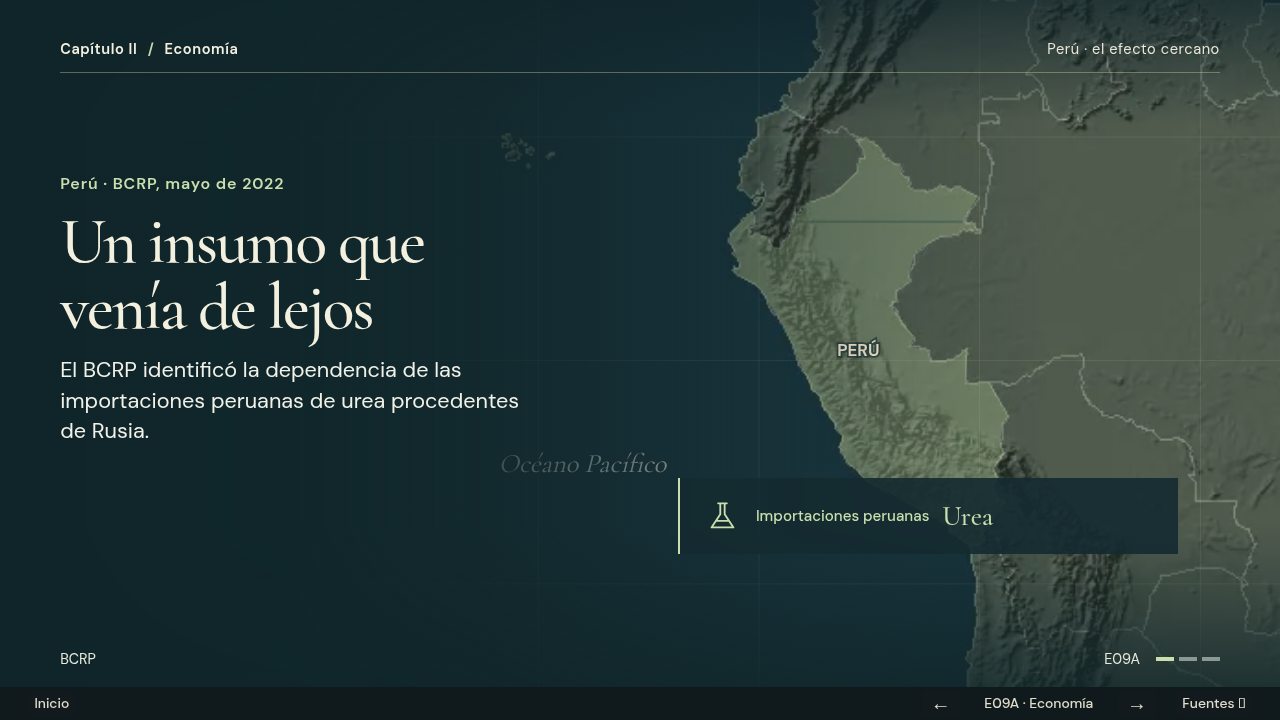 Capítulo II / Economía
Perú · el efecto cercano
Perú · BCRP, mayo de 2022
Un insumo que
venía de lejos
El BCRP identificó la dependencia de las
importaciones peruanas de urea procedentes
de Rusia.
PERÚ
Océano Pacífico
Importaciones peruanas Urea
BCRP
E09A
Inicio
← E09A · Economía → Fuentes